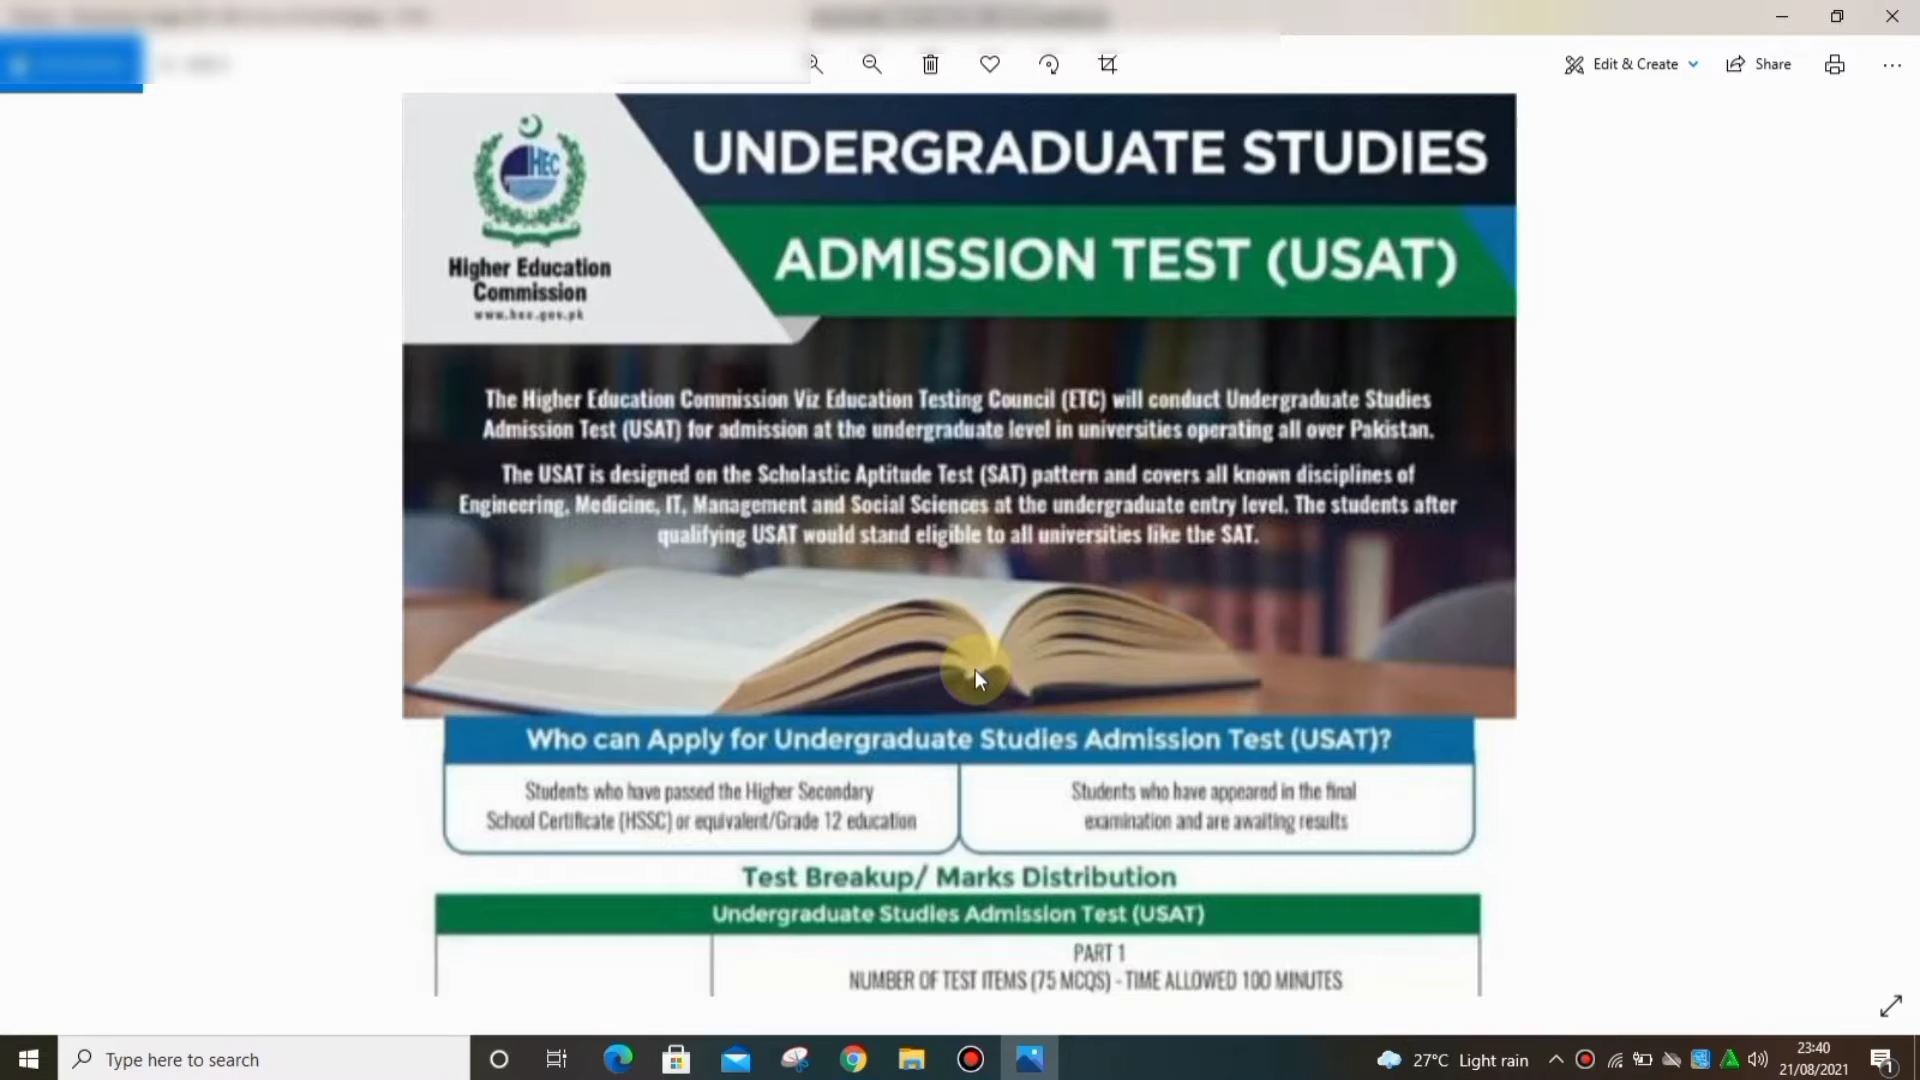 Edit & Create
Share
HEC
Higher Education
Commission
www.hec.gov.pk
UNDERGRADUATE STUDIES
ADMISSION TEST (USAT)
The Higher Education Commission Viz Education Testing Council (ETC) will conduct Undergraduate Studies
Admission Test (USAT) for admission at the undergraduate level in universities operating all over Pakistan.
The USAT is designed on the Scholastic Aptitude Test (SAT) pattern and covers all known disciplines of
Engineering, Medicine, IT, Management and Social Sciences at the undergraduate entry level. The students after
qualifying USAT would stand eligible to all universities like the SAT.
Who can Apply for Undergraduate Studies Admission Test (USAT)?
Students who have passed the Higher Secondary
School Certificate (HSSC) or equivalent/Grade 12 education
Students who have appeared in the final
examination and are awaiting results
Test Breakup/ Marks Distribution
Undergraduate Studies Admission Test (USAT)
PART 1
NUMBER OF TEST ITEMS (75 MCQS) - TIME ALLOWED 100 MINUTES
Type here to search
27°C Light rain
23:40
21/08/2021
1